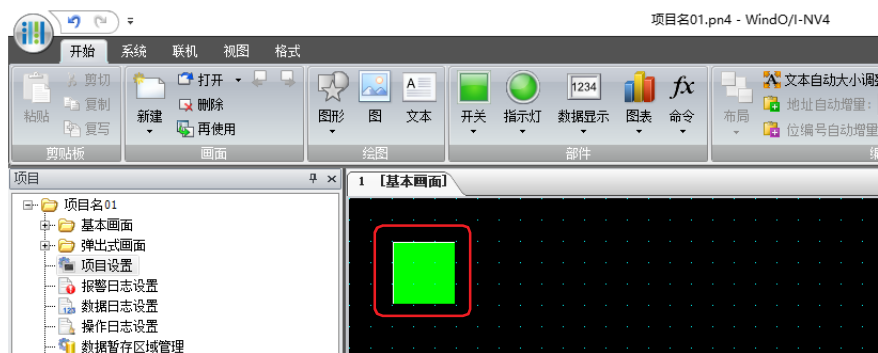 项目名01.pn4 - WindO/I-NV4
开始 系统 联机 视图 格式
粘贴 剪切 复制 复写
新建 打开 删除 再使用
图形 图 A 文本
开关 指示灯 1234 数据显示 图表 fx 命令
布局 A 文本自动大小调整
地址自动增量:
位编号自动增量
剪贴板 画面 绘图 部件 编
项目 1 [基本画面]
项目名01
基本画面
弹出式画面
项目设置
报警日志设置
123 数据日志设置
操作日志设置
数据暂存区域管理